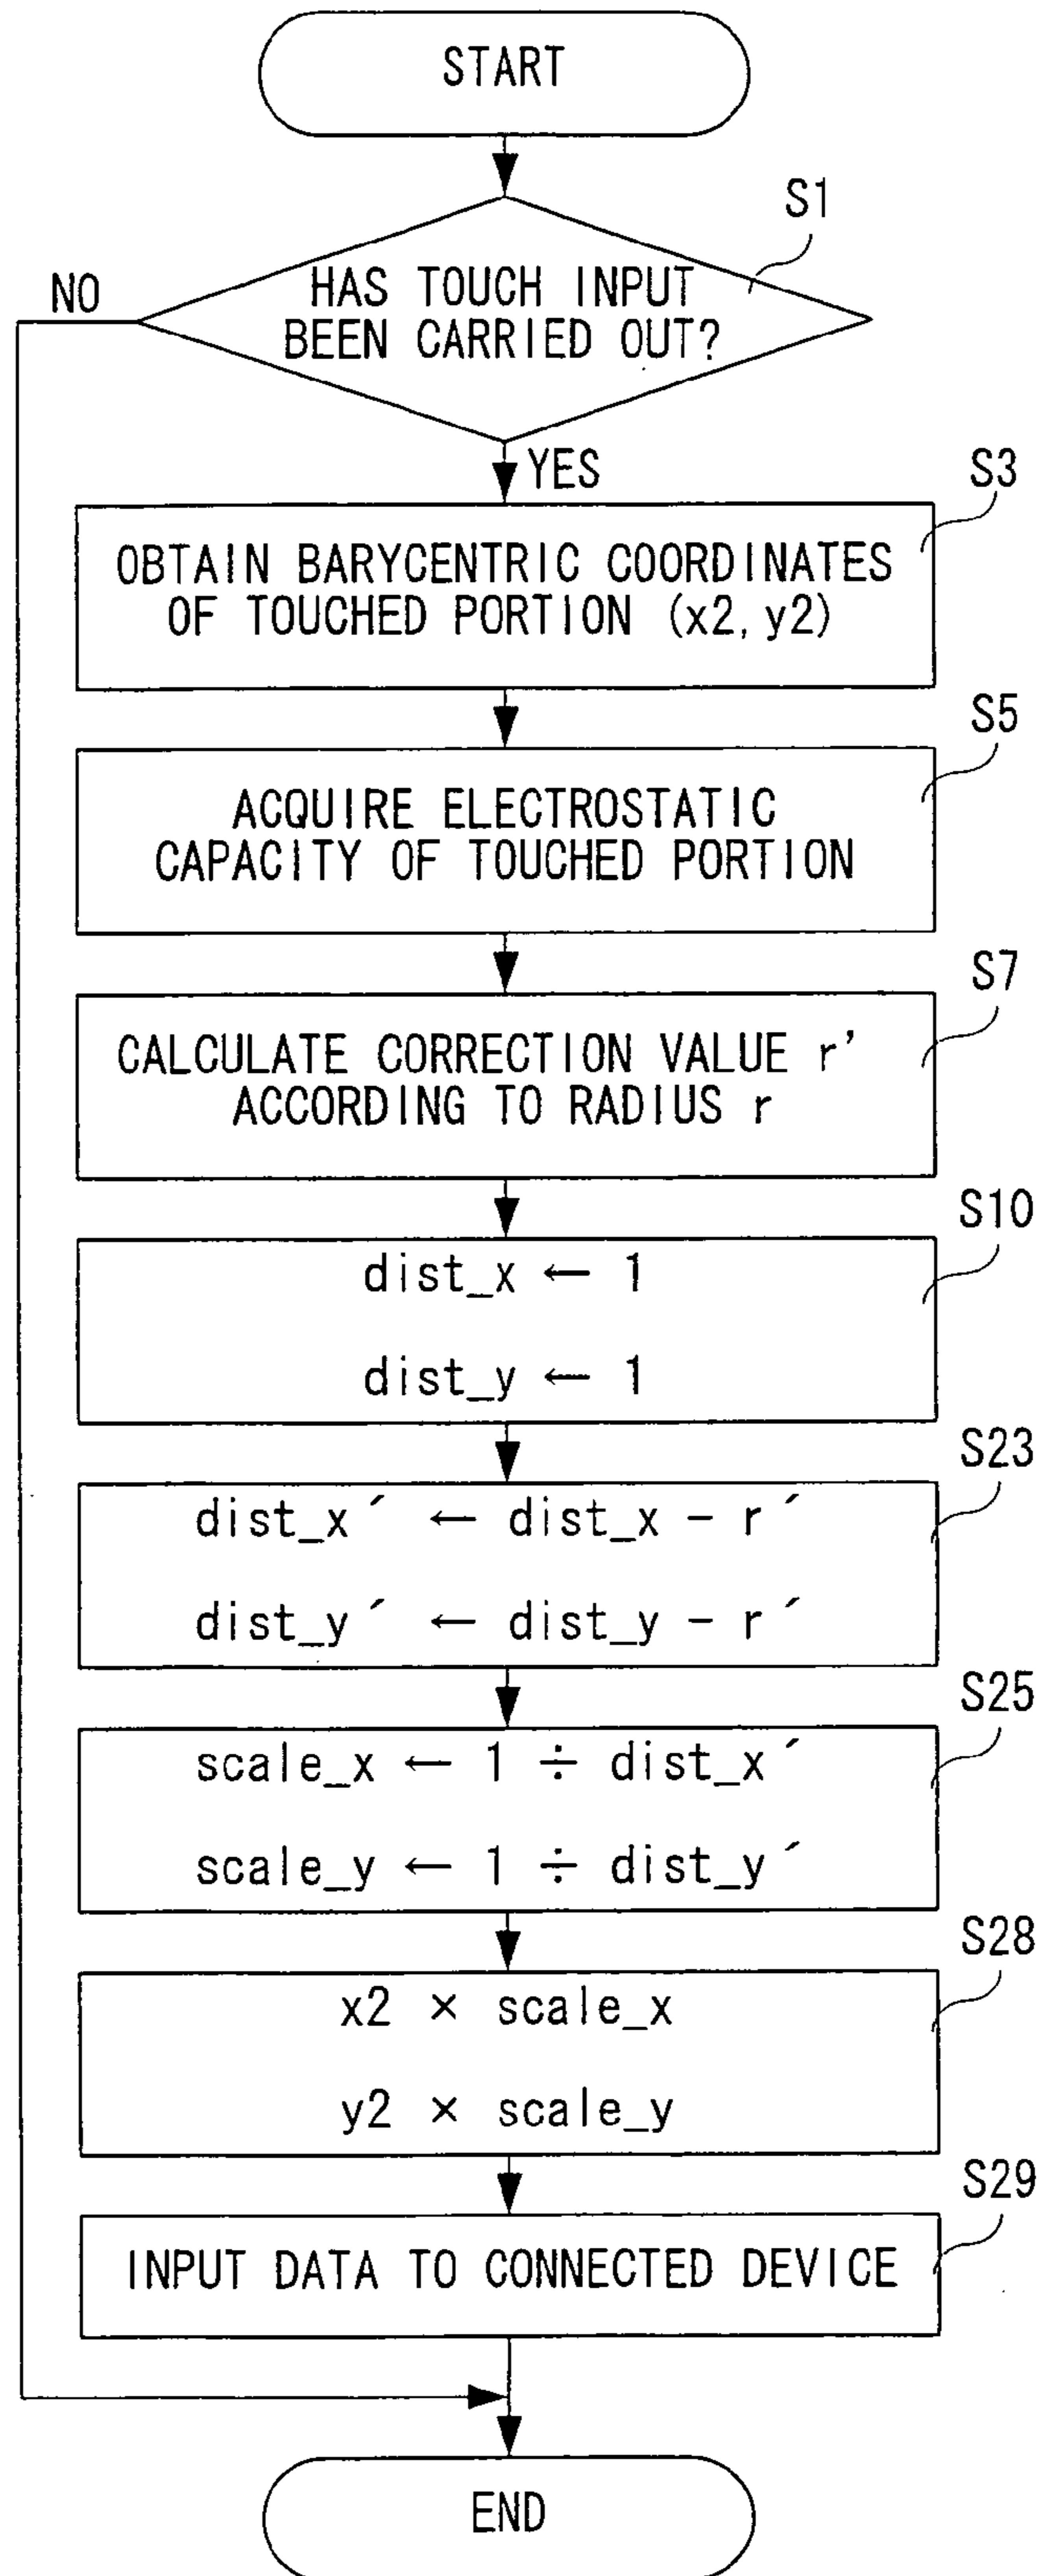 START
S1
HAS TOUCH INPUT
BEEN CARRIED OUT?
NO
YES
S3
OBTAIN BARYCENTRIC COORDINATES
OF TOUCHED PORTION (x2, y2)
S5
ACQUIRE ELECTROSTATIC
CAPACITY OF TOUCHED PORTION
S7
CALCULATE CORRECTION VALUE r'
ACCORDING TO RADIUS r
S10
dist_x ← 1
dist_y ← 1
S23
dist_x´ ← dist_x − r´
dist_y´ ← dist_y − r´
S25
scale_x ← 1 ÷ dist_x´
scale_y ← 1 ÷ dist_y´
S28
x2 × scale_x
y2 × scale_y
S29
INPUT DATA TO CONNECTED DEVICE
END